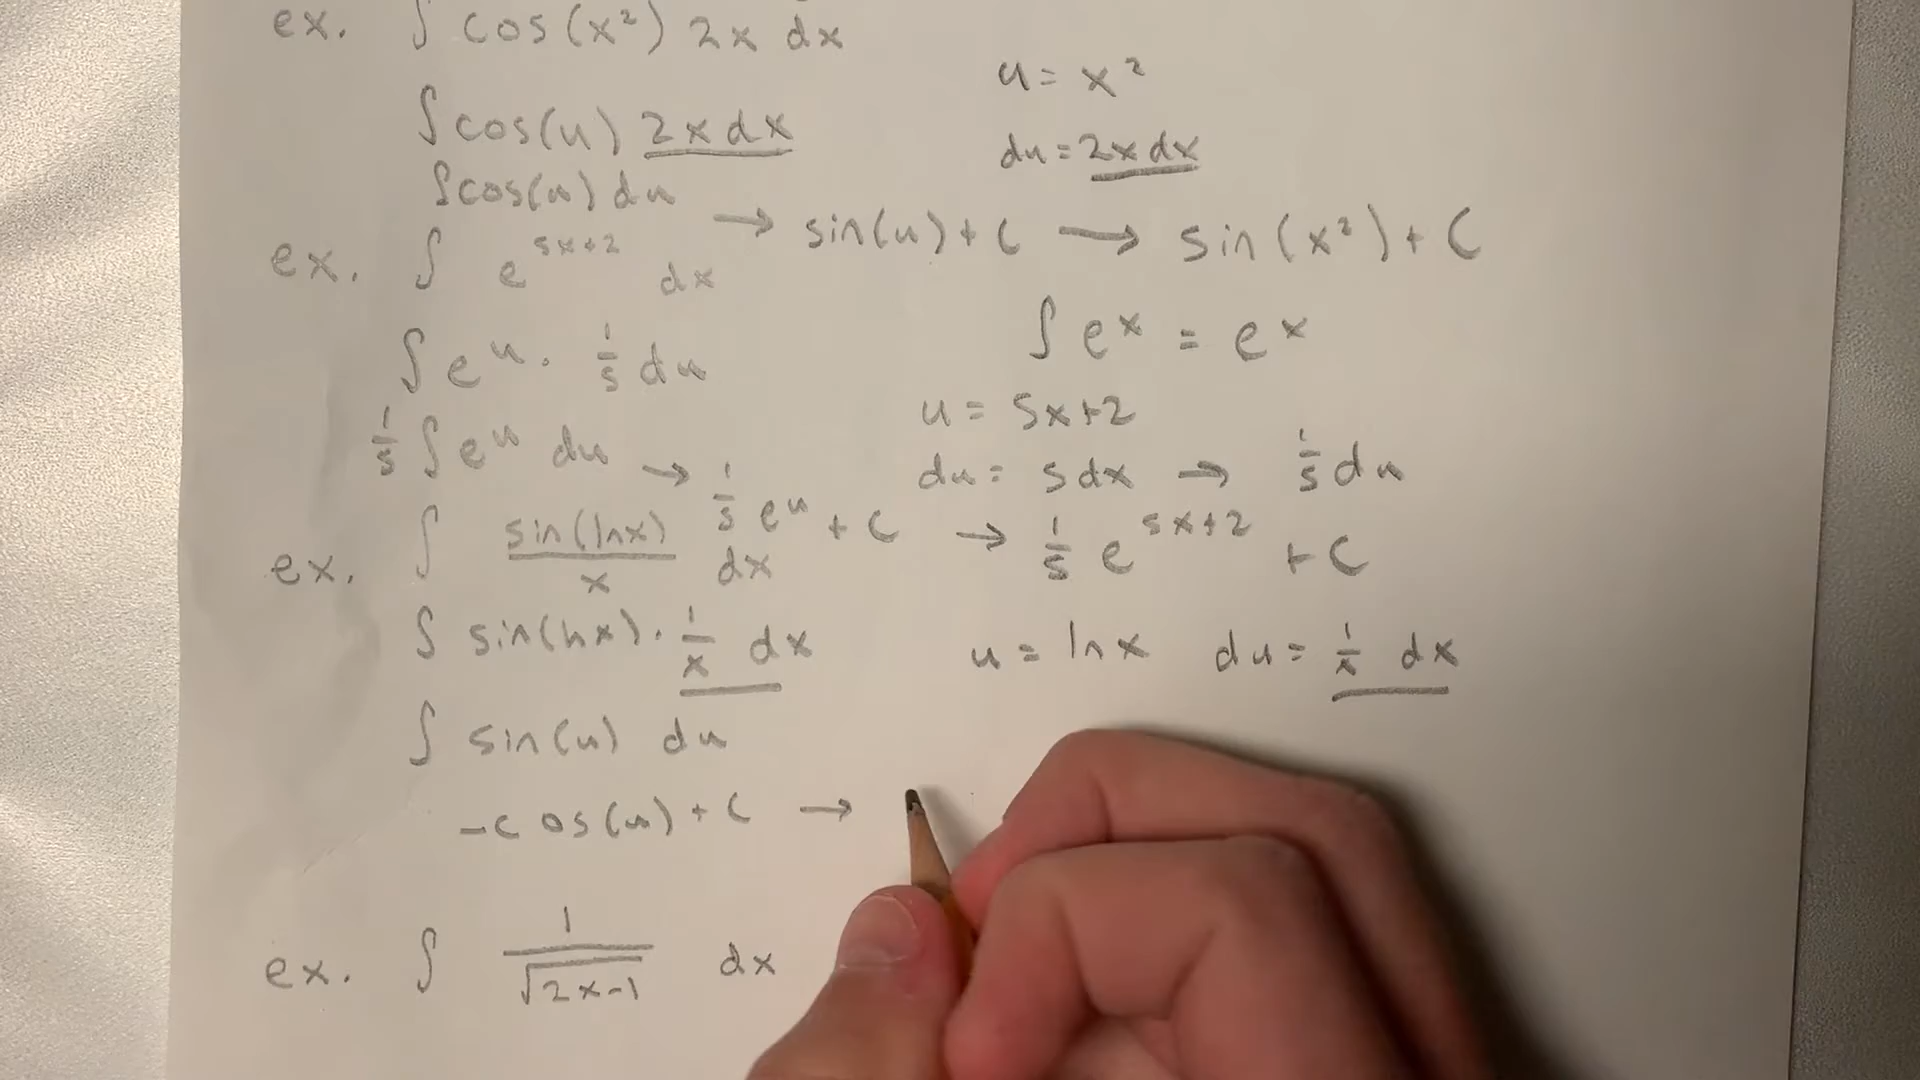 ex. ∫ cos(x²) 2x dx
u = x²
∫cos(u) 2x dx
du = 2x dx
∫cos(u) du → sin(u) + C → sin(x²) + C
ex. ∫ e^(5x+2) dx
∫ e^x = e^x
∫ e^u · 1/5 du
u = 5x+2
1/5 ∫ e^u du → 1/5 e^u + C → 1/5 e^(5x+2) + C
du = 5dx → 1/5 du
ex. ∫ sin(lnx)/x dx
∫ sin(lnx) · 1/x dx
u = lnx du = 1/x dx
∫ sin(u) du
-cos(u) + C →
ex. ∫ 1/√(2x-1) dx